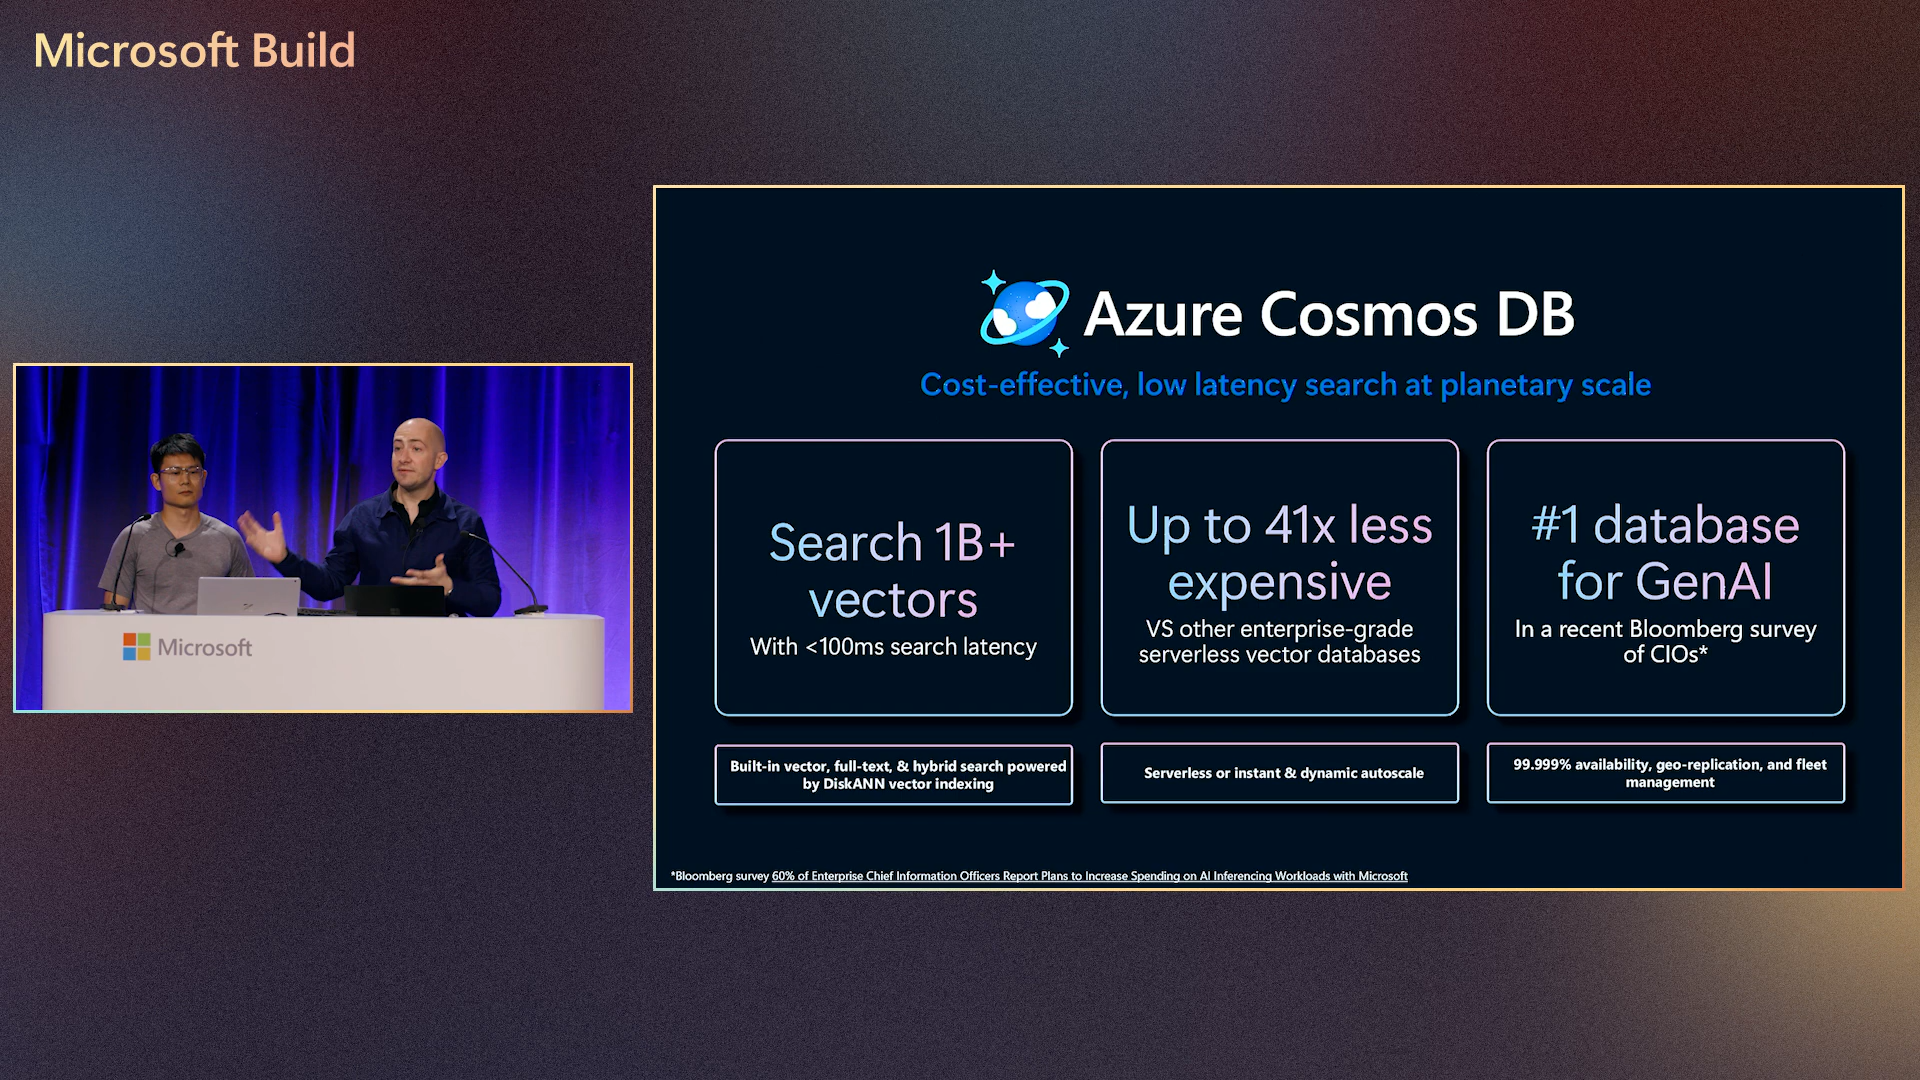 Microsoft Build
Microsoft
Azure Cosmos DB
Cost-effective, low latency search at planetary scale
Search 1B+
vectors
With <100ms search latency
Up to 41x less
expensive
VS other enterprise-grade
serverless vector databases
#1 database
for GenAI
In a recent Bloomberg survey
of CIOs*
Built-in vector, full-text, & hybrid search powered
by DiskANN vector indexing
Serverless or instant & dynamic autoscale
99.999% availability, geo-replication, and fleet
management
*Bloomberg survey 60% of Enterprise Chief Information Officers Report Plans to Increase Spending on AI Inferencing Workloads with Microsoft